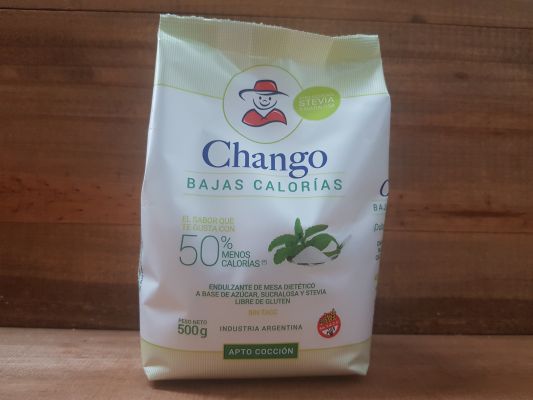 STEVIA
Chango
BAJAS CALORÍAS
EL SABOR QUE
TE GUSTA CON
50%
MENOS
CALORÍAS
ENDULZANTE DE MESA DIETÉTICO
A BASE DE AZÚCAR, SUCRALOSA Y STEVIA
LIBRE DE GLUTEN
SIN TACC
PESO NETO
500g
INDUSTRIA ARGENTINA
APTO COCCIÓN